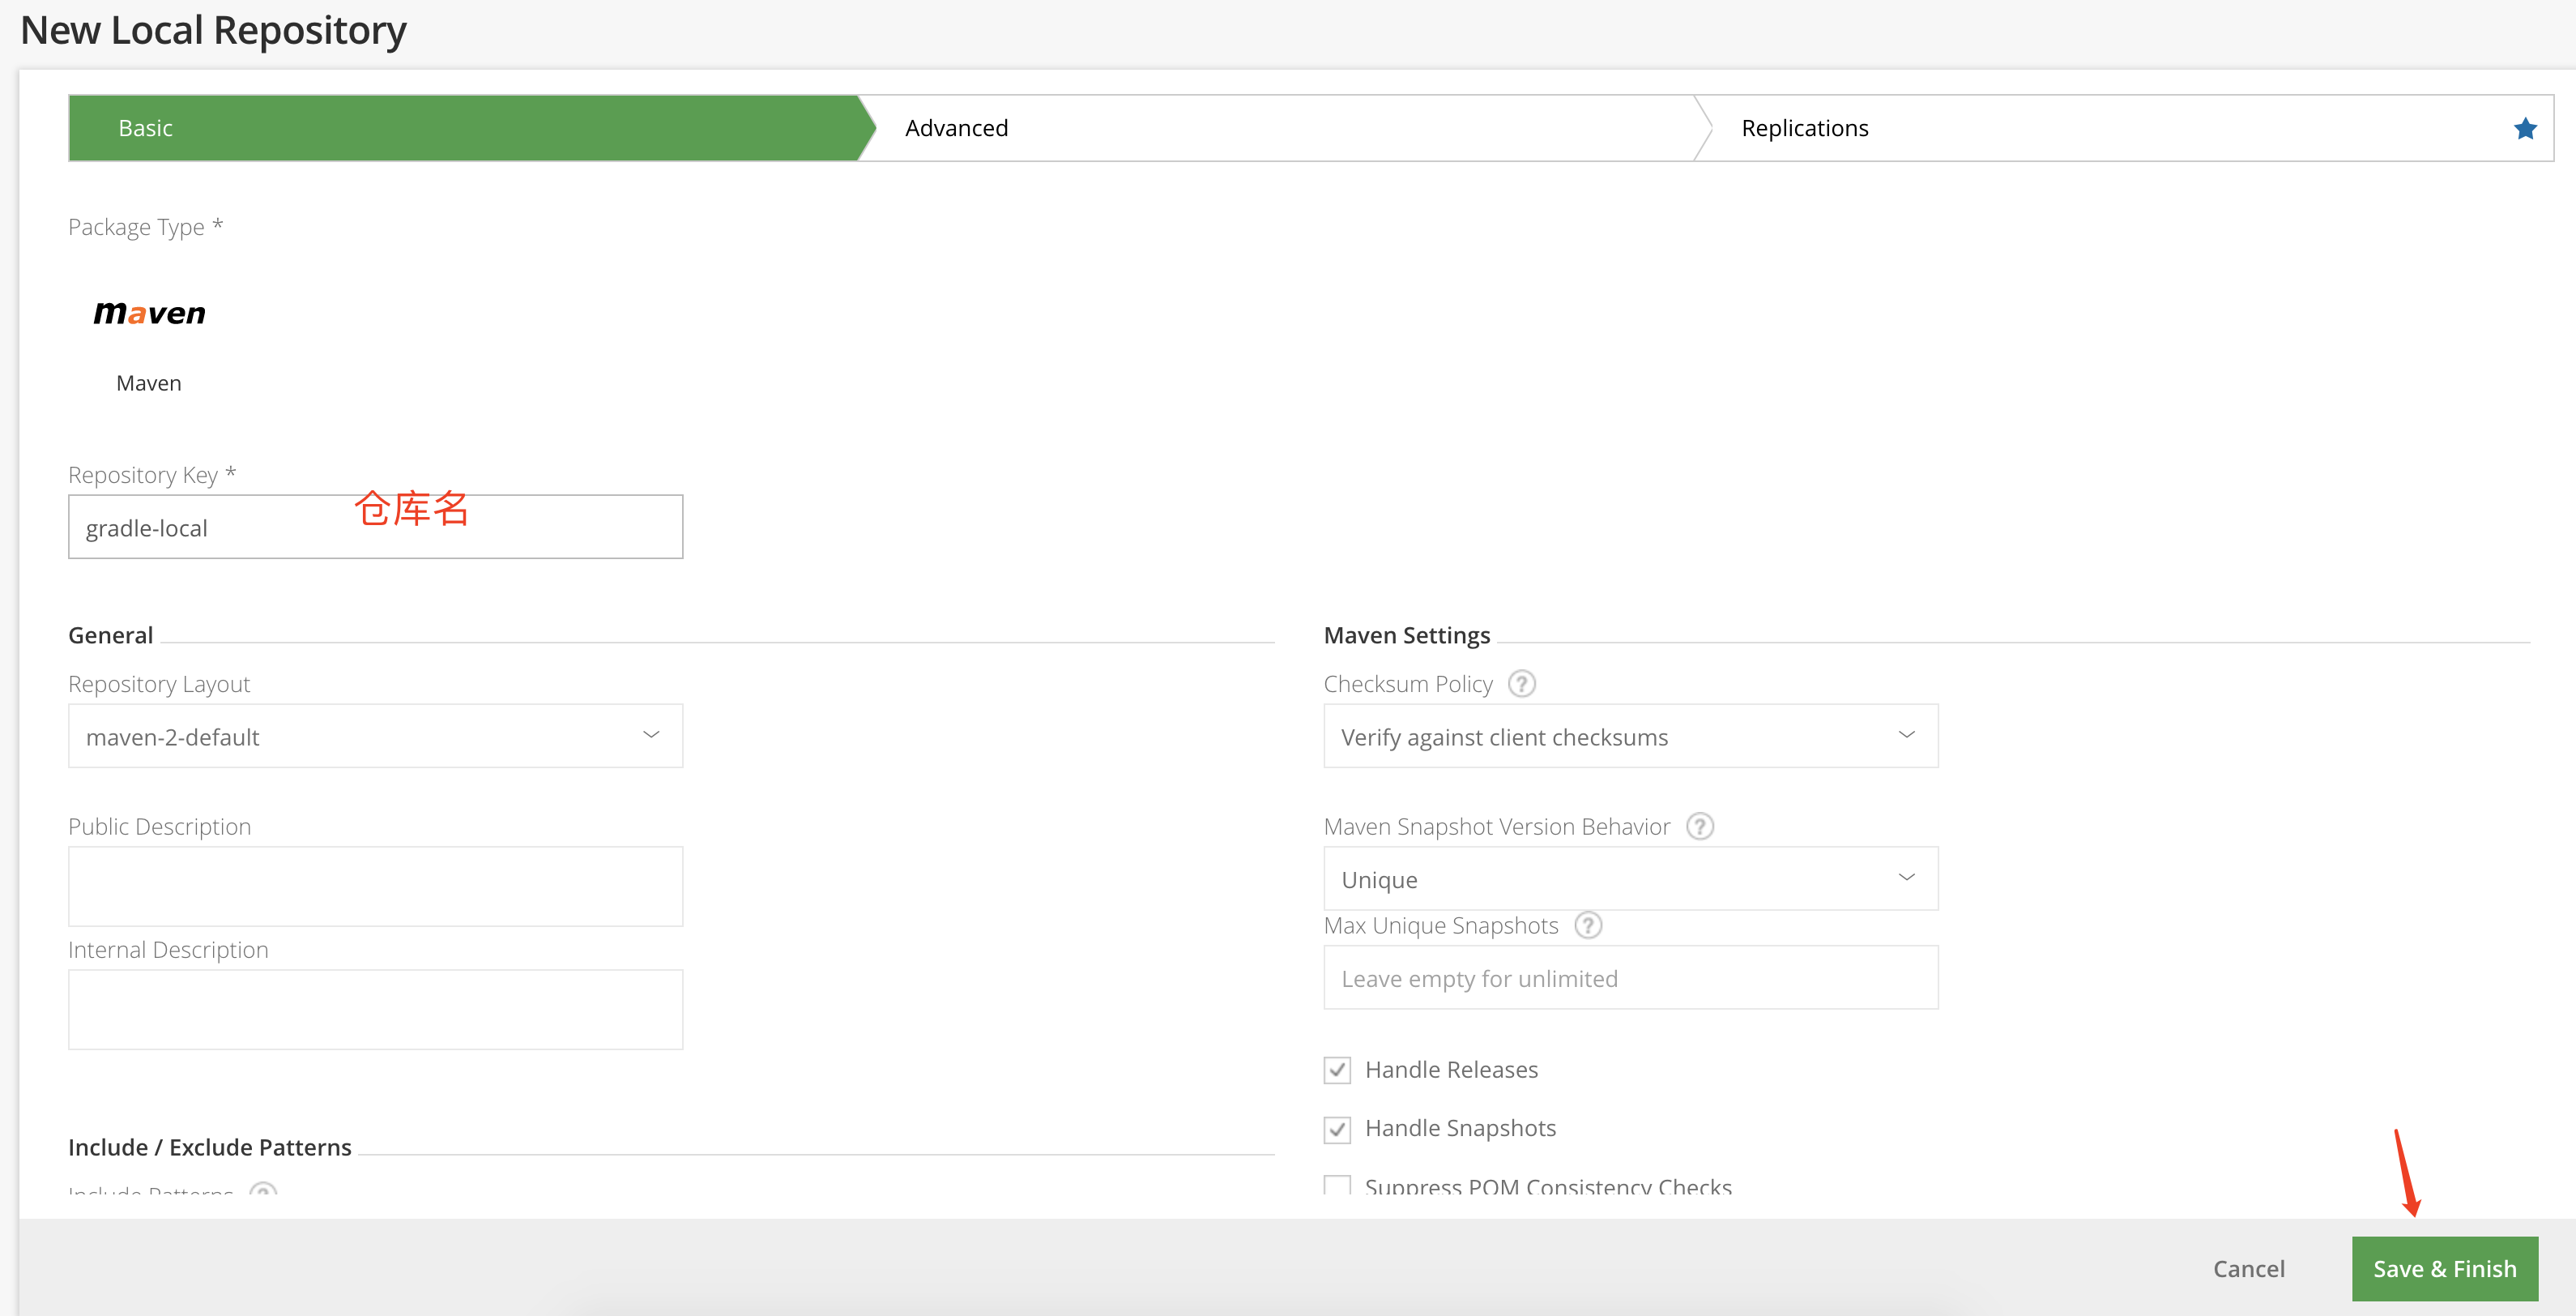 New Local Repository
Basic
Advanced
Replications
Package Type *
maven
Maven
Repository Key *
仓库名
gradle-local
General
Repository Layout
maven-2-default
Public Description
Internal Description
Include / Exclude Patterns
Include Patterns
Maven Settings
Checksum Policy ?
Verify against client checksums
Maven Snapshot Version Behavior ?
Unique
Max Unique Snapshots ?
Leave empty for unlimited
Handle Releases
Handle Snapshots
Suppress POM Consistency Checks
Cancel
Save & Finish